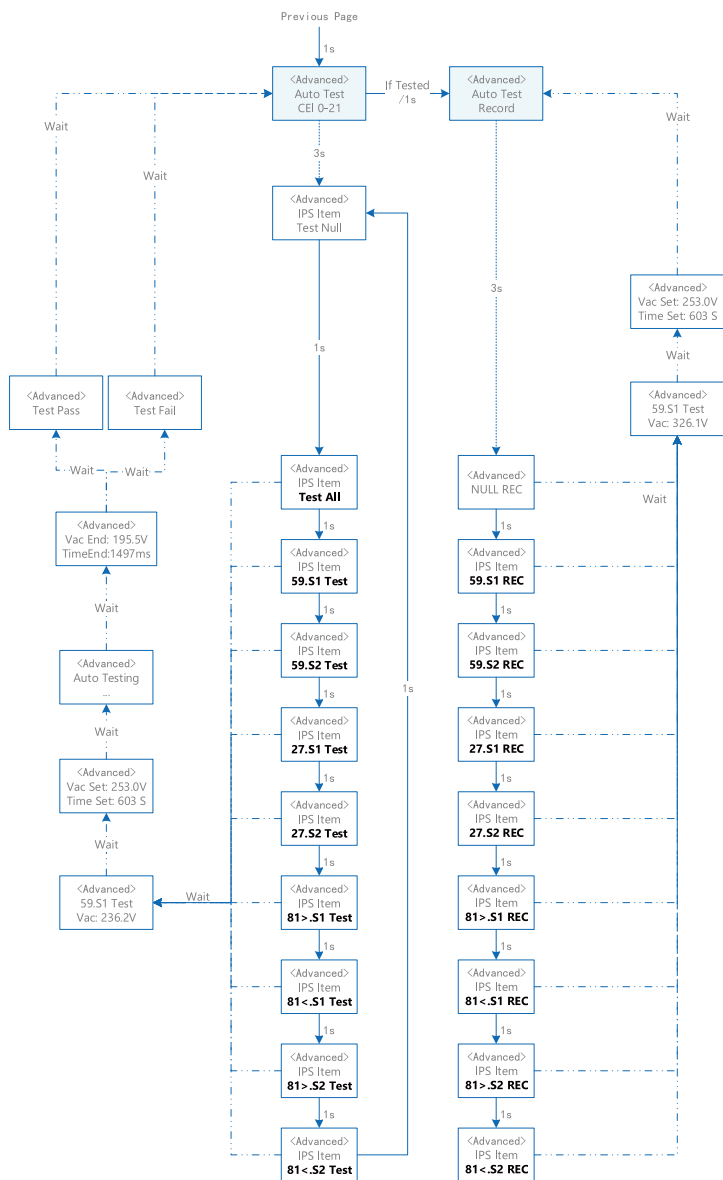 Previous Page
1s
<Advanced>
Auto Test
CEl 0-21
If Tested
/1s
<Advanced>
Auto Test
Record
Wait
Wait
Wait
3s
<Advanced>
IPS Item
Test Null
3s
<Advanced>
Vac Set: 253.0V
Time Set: 603 S
1s
Wait
<Advanced>
Test Pass
<Advanced>
Test Fail
<Advanced>
59.S1 Test
Vac: 326.1V
Wait
Wait
<Advanced>
IPS Item
Test All
<Advanced>
NULL REC
Wait
<Advanced>
Vac End: 195.5V
TimeEnd:1497ms
1s
1s
<Advanced>
IPS Item
59.S1 Test
<Advanced>
IPS Item
59.S1 REC
Wait
1s
1s
<Advanced>
IPS Item
59.S2 Test
<Advanced>
IPS Item
59.S2 REC
<Advanced>
Auto Testing
...
1s
1s
1s
Wait
<Advanced>
IPS Item
27.S1 Test
<Advanced>
IPS Item
27.S1 REC
<Advanced>
Vac Set: 253.0V
Time Set: 603 S
1s
1s
<Advanced>
IPS Item
27.S2 Test
<Advanced>
IPS Item
27.S2 REC
Wait
1s
1s
<Advanced>
59.S1 Test
Vac: 236.2V
Wait
<Advanced>
IPS Item
81>.S1 Test
<Advanced>
IPS Item
81>.S1 REC
1s
1s
<Advanced>
IPS Item
81<.S1 Test
<Advanced>
IPS Item
81<.S1 REC
1s
1s
<Advanced>
IPS Item
81>.S2 Test
<Advanced>
IPS Item
81>.S2 REC
1s
1s
<Advanced>
IPS Item
81<.S2 Test
<Advanced>
IPS Item
81<.S2 REC